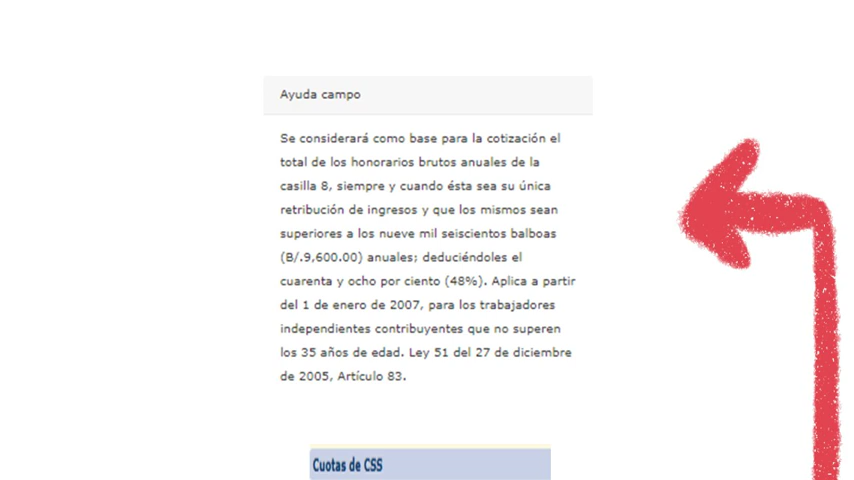 Ayuda campo
Se considerará como base para la cotización el
total de los honorarios brutos anuales de la
casilla 8, siempre y cuando ésta sea su única
retribución de ingresos y que los mismos sean
superiores a los nueve mil seiscientos balboas
(B/.9,600.00) anuales; deduciéndoles el
cuarenta y ocho por ciento (48%). Aplica a partir
del 1 de enero de 2007, para los trabajadores
independientes contribuyentes que no superen
los 35 años de edad. Ley 51 del 27 de diciembre
de 2005, Artículo 83.
Cuotas de CSS